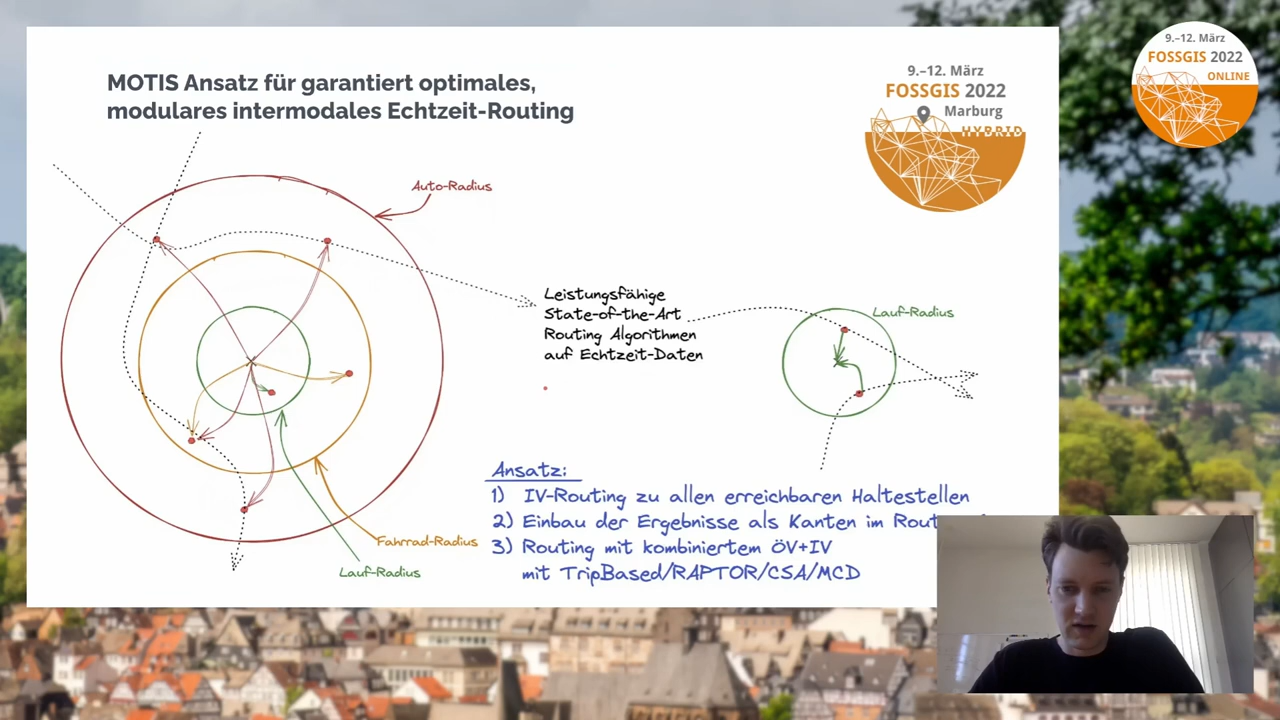 MOTIS Ansatz für garantiert optimales,
modulares intermodales Echtzeit-Routing
9.–12. März
FOSSGIS 2022
Marburg
HYBRID
9.–12. März
FOSSGIS 2022
ONLINE
Auto-Radius
Leistungsfähige
State-of-the-Art
Routing Algorithmen
auf Echtzeit-Daten
Lauf-Radius
Fahrrad-Radius
Lauf-Radius
Ansatz:
1) IV-Routing zu allen erreichbaren Haltestellen
2) Einbau der Ergebnisse als Kanten im
3) Routing mit kombiniertem ÖV+IV
mit TripBased/RAPTOR/CSA/MCD